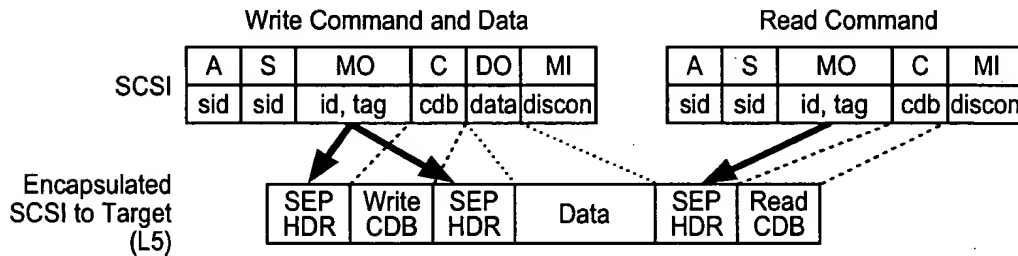 Write Command and Data
Read Command
SCSI
A S MO C DO MI
sid sid id, tag cdb data discon
A S MO C MI
sid sid id, tag cdb discon
Encapsulated
SCSI to Target
(L5)
SEP HDR
Write CDB
SEP HDR
Data
SEP HDR
Read CDB